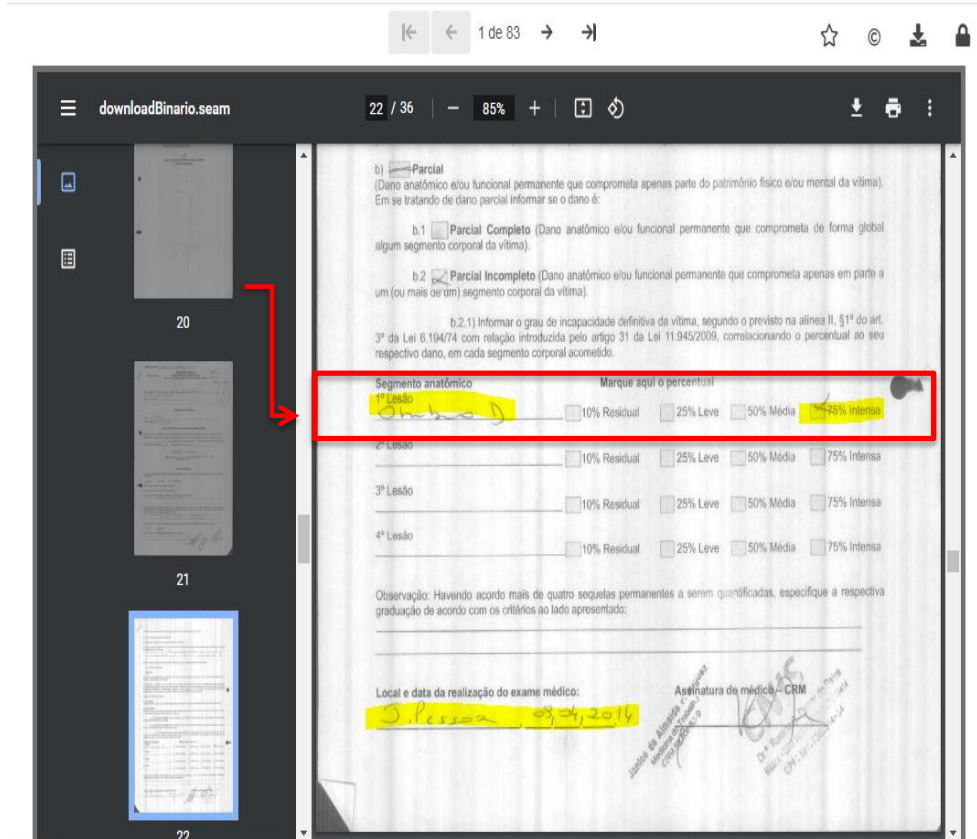 1 de 83
downloadBinario.seam 22 / 36 85%
b) Parcial
(Dano anatômico e/ou funcional permanente que comprometa apenas parte do patrimônio físico e/ou mental da vítima).
Em se tratando de dano parcial informar se o dano é:
b.1 Parcial Completo (Dano anatômico e/ou funcional permanente que comprometa de forma global
algum segmento corporal da vítima).
b.2 Parcial Incompleto (Dano anatômico e/ou funcional permanente que comprometa apenas em parte a
um (ou mais de um) segmento corporal da vítima).
b.2.1) Informar o grau de incapacidade definitiva da vítima, segundo o previsto na alínea II, §1º do art.
3º da Lei 6.194/74 com relação introduzida pelo artigo 31 da Lei 11.945/2009, correlacionando o percentual ao seu
respectivo dano, em cada segmento corporal acometido.
Segmento anatômico Marque aqui o percentual
1º Lesão
Ombro D 10% Residual 25% Leve 50% Média 75% Intensa
2º Lesão
10% Residual 25% Leve 50% Média 75% Intensa
3º Lesão
10% Residual 25% Leve 50% Média 75% Intensa
4º Lesão
10% Residual 25% Leve 50% Média 75% Intensa
Observação: Havendo acordo mais de quatro sequelas permanentes a serem quantificadas, especifique a respectiva
graduação de acordo com os critérios ao lado apresentado:
Local e data da realização do exame médico: Assinatura do médico – CRM
J. Pessoa, 09,04,2014
Janice de Almeida
Medicina do Trabalho
20
21
22